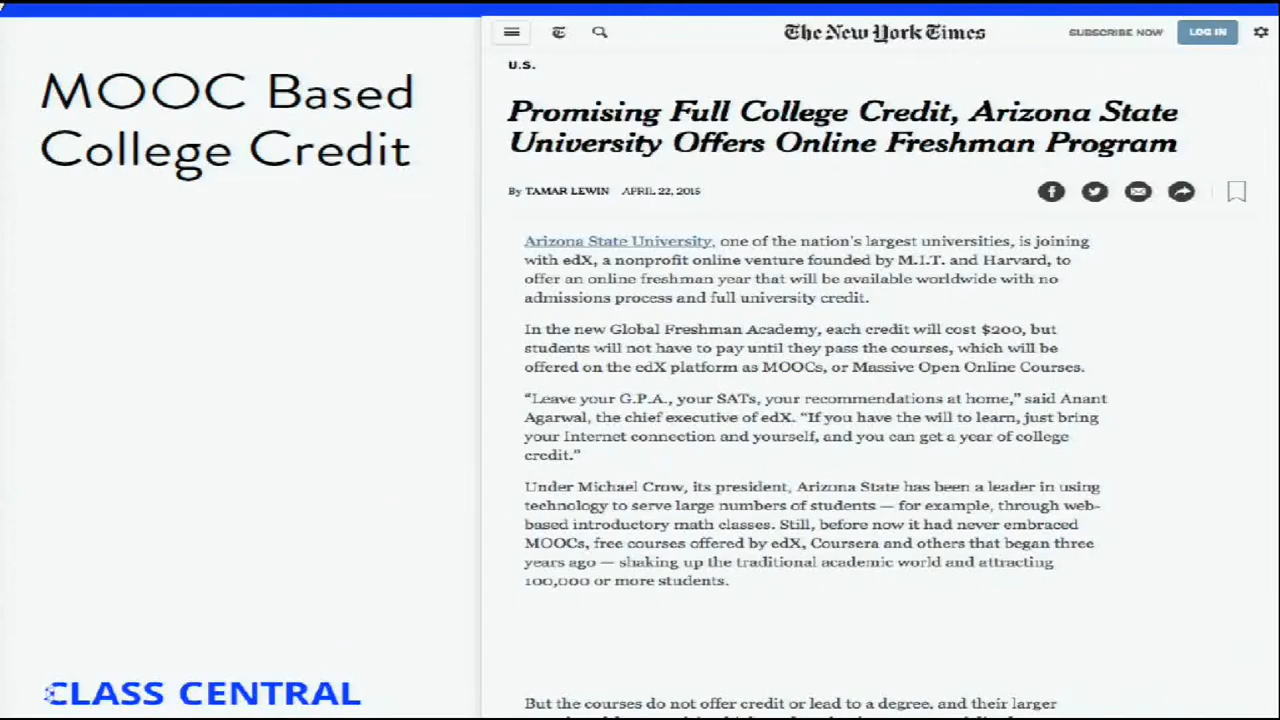 MOOC Based
College Credit
The New York Times
SUBSCRIBE NOW
LOG IN
U.S.
Promising Full College Credit, Arizona State
University Offers Online Freshman Program
By TAMAR LEWIN APRIL 22, 2015
Arizona State University, one of the nation's largest universities, is joining
with edX, a nonprofit online venture founded by M.I.T. and Harvard, to
offer an online freshman year that will be available worldwide with no
admissions process and full university credit.
In the new Global Freshman Academy, each credit will cost $200, but
students will not have to pay until they pass the courses, which will be
offered on the edX platform as MOOCs, or Massive Open Online Courses.
“Leave your G.P.A., your SATs, your recommendations at home,” said Anant
Agarwal, the chief executive of edX. “If you have the will to learn, just bring
your Internet connection and yourself, and you can get a year of college
credit.”
Under Michael Crow, its president, Arizona State has been a leader in using
technology to serve large numbers of students — for example, through web-
based introductory math classes. Still, before now it had never embraced
MOOCs, free courses offered by edX, Coursera and others that began three
years ago — shaking up the traditional academic world and attracting
100,000 or more students.
But the courses do not offer credit or lead to a degree, and their larger
CLASS CENTRAL